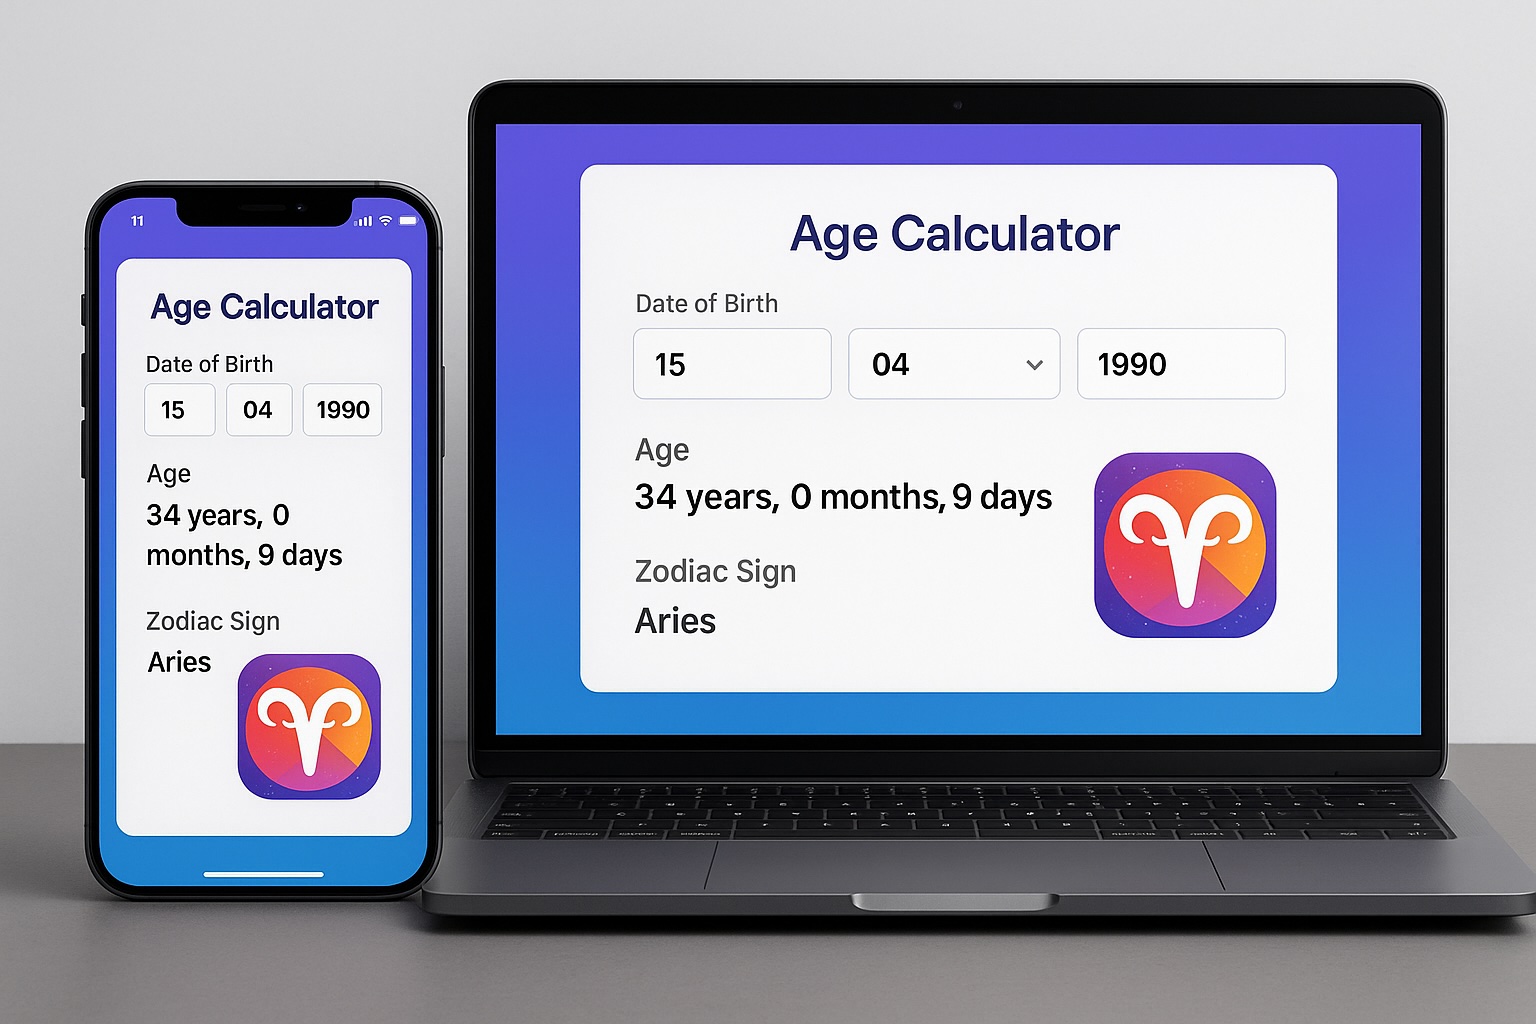 11
Age Calculator
Date of Birth
15 04 1990
Age
34 years, 0
months, 9 days
Zodiac Sign
Aries
Age Calculator
Date of Birth
15 04 1990
Age
34 years, 0 months, 9 days
Zodiac Sign
Aries